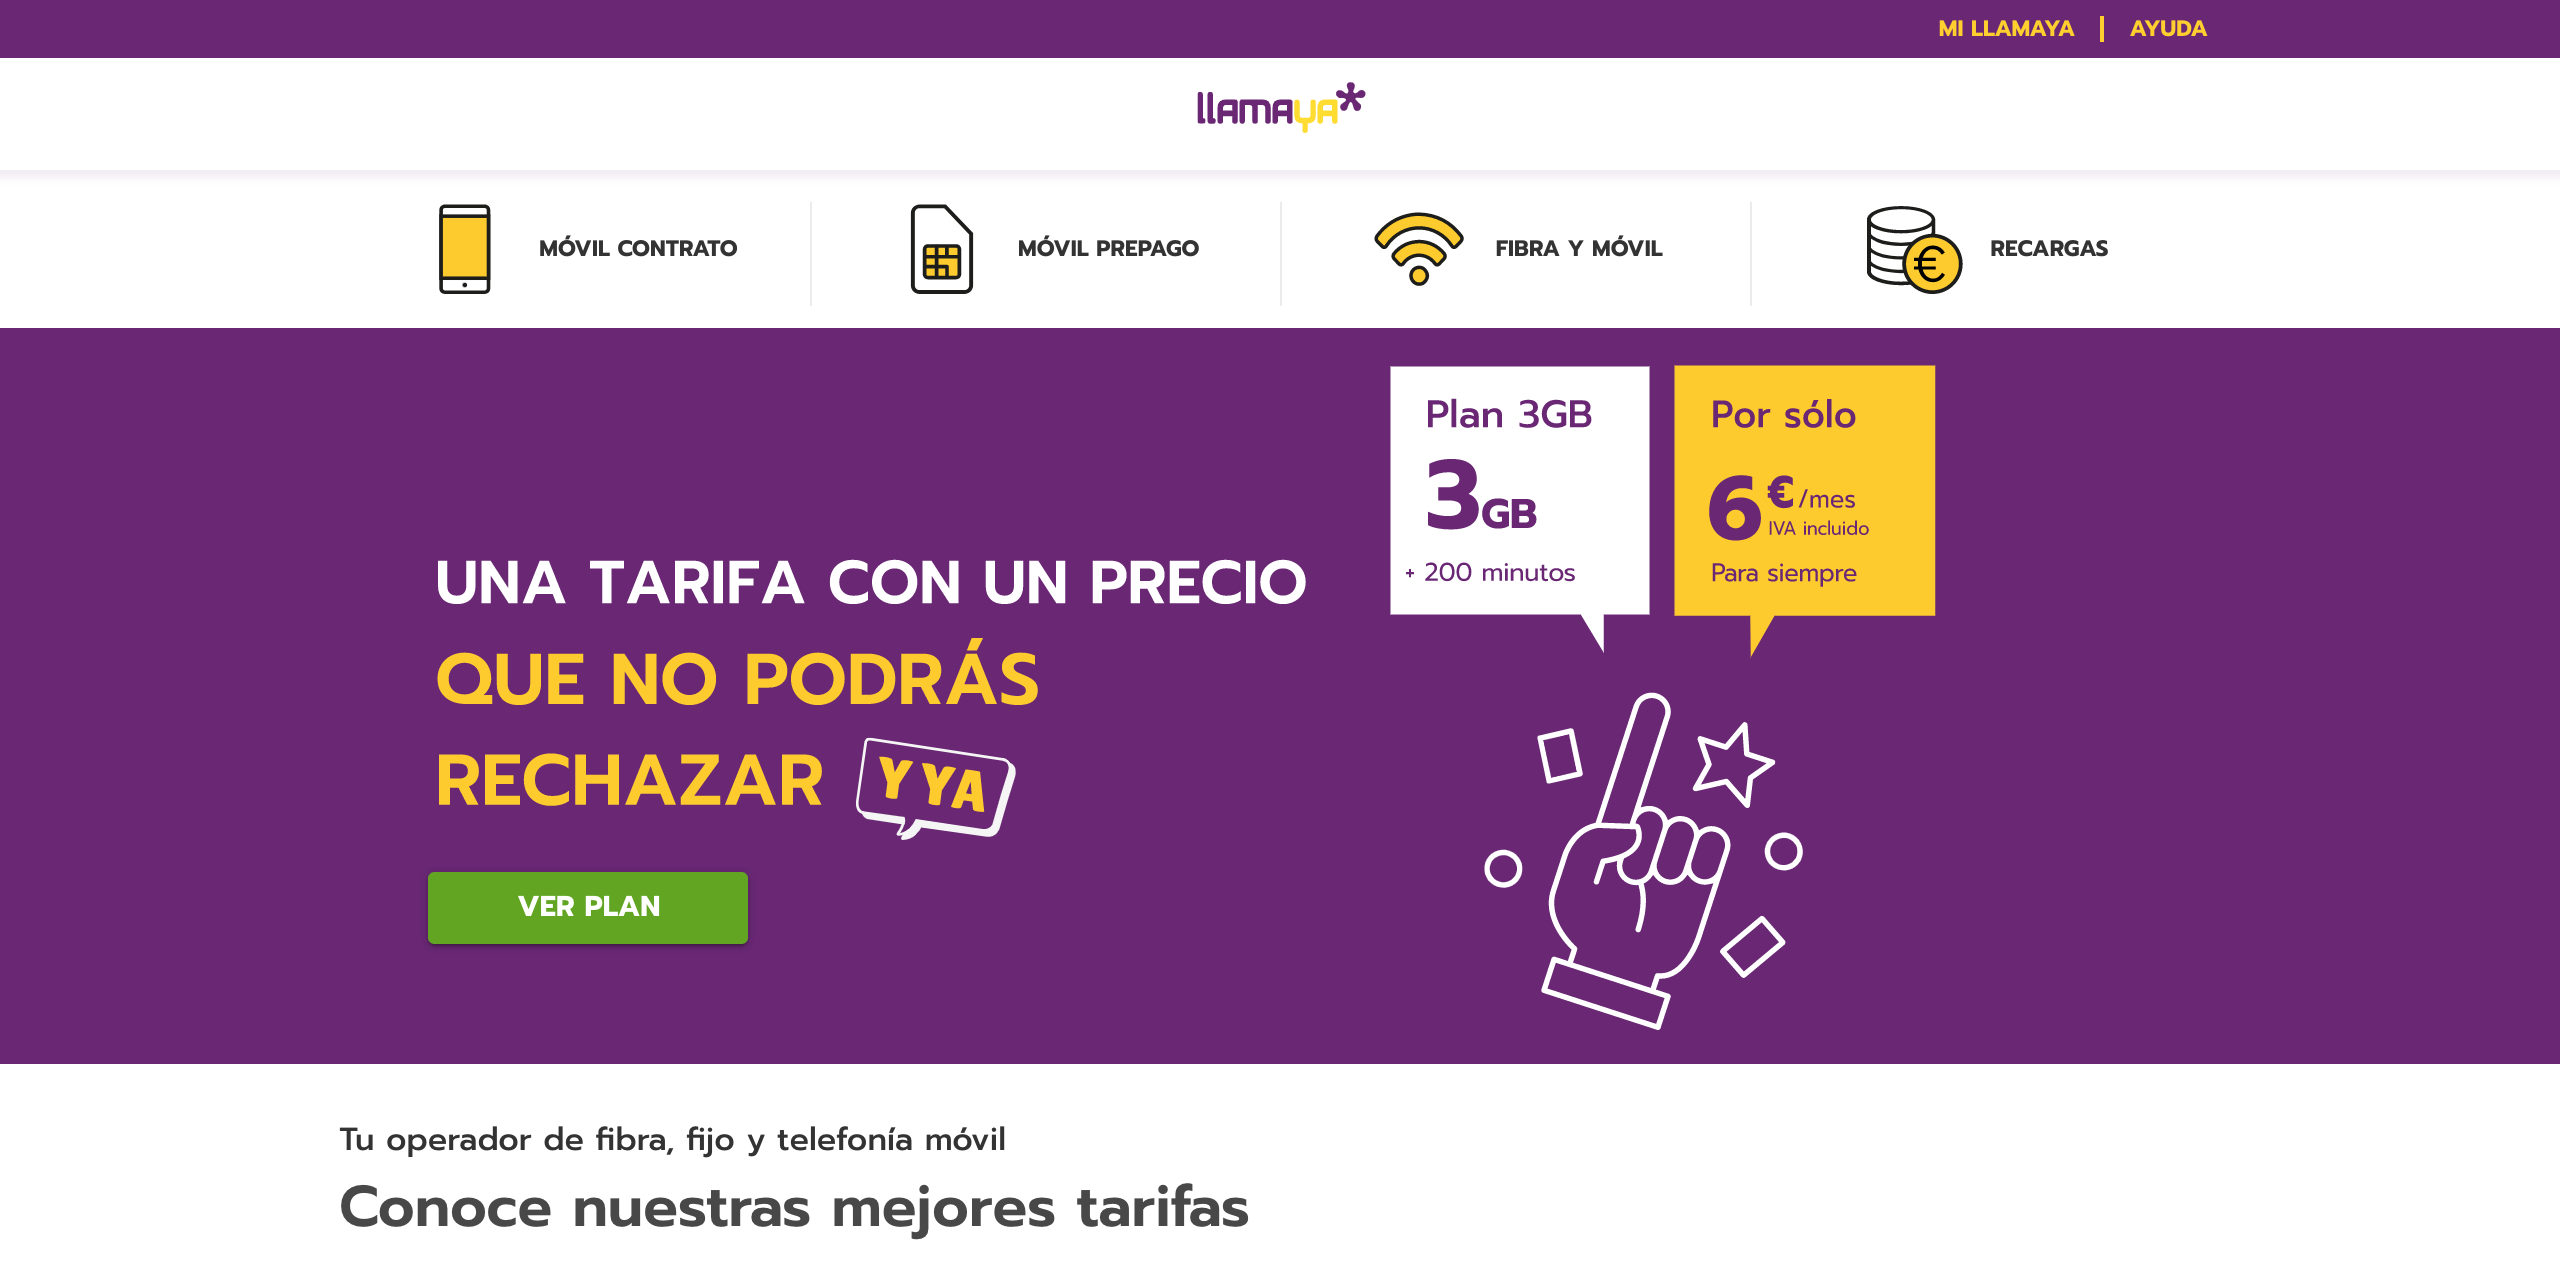 MI LLAMAYA | AYUDA
llamaya*
MÓVIL CONTRATO
MÓVIL PREPAGO
FIBRA Y MÓVIL
RECARGAS
€
UNA TARIFA CON UN PRECIO
QUE NO PODRÁS
RECHAZAR
Y YA
VER PLAN
Plan 3GB
3GB
+ 200 minutos
Por sólo
6€/mes
IVA incluido
Para siempre
Tu operador de fibra, fijo y telefonía móvil
Conoce nuestras mejores tarifas